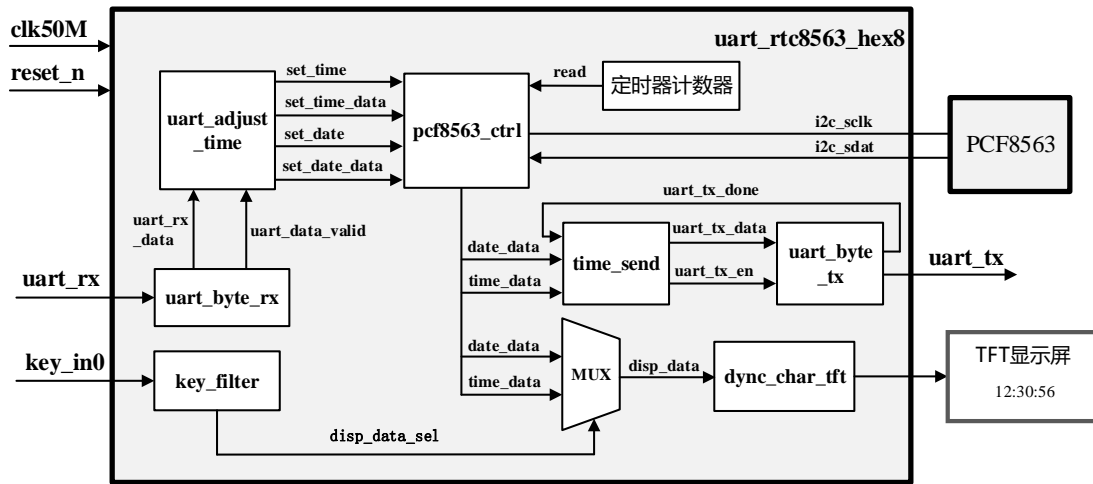 clk50M
reset_n
uart_rtc8563_hex8
set_time
set_time_data
set_date
set_date_data
uart_adjust
_time
pcf8563_ctrl
read
定时器计数器
i2c_sclk
i2c_sdat
PCF8563
uart_rx
_data
uart_data_valid
uart_tx_done
date_data
time_data
time_send
uart_tx_data
uart_tx_en
uart_byte
_tx
uart_tx
uart_rx
uart_byte_rx
key_in0
key_filter
date_data
time_data
MUX
disp_data
dync_char_tft
TFT显示屏
12:30:56
disp_data_sel